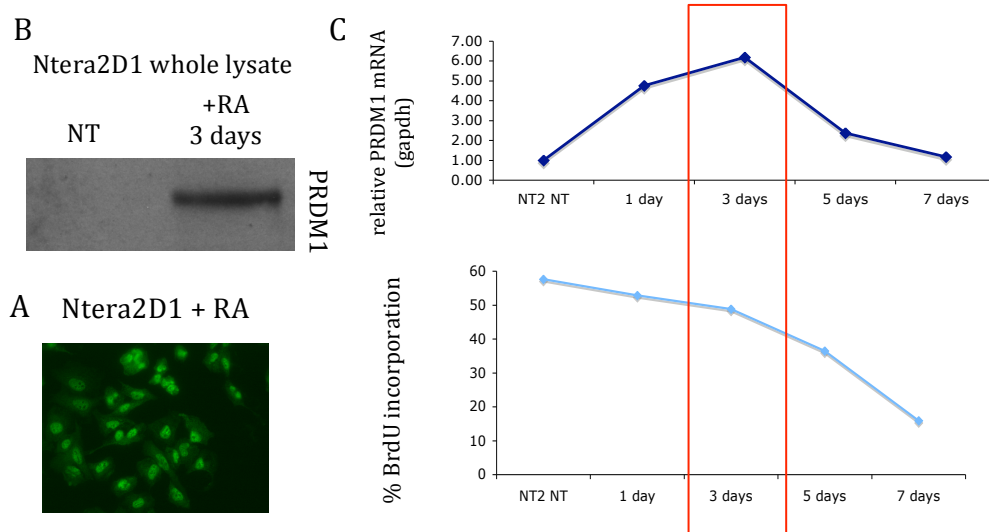 B
Ntera2D1 whole lysate
NT
+RA
3 days
PRDM1
A Ntera2D1 + RA
C
relative PRDM1 mRNA
(gapdh)
7.00
6.00
5.00
4.00
3.00
2.00
1.00
0.00
NT2 NT 1 day 3 days 5 days 7 days
% BrdU incorporation
60
50
40
30
20
10
0
NT2 NT 1 day 3 days 5 days 7 days